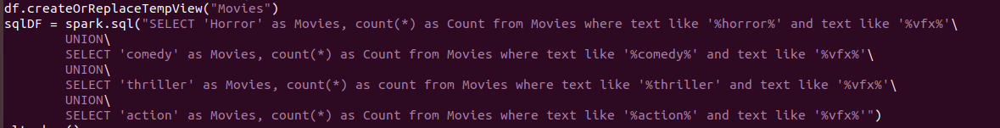 df.createOrReplaceTempView("Movies")
sqlDF = spark.sql("SELECT 'Horror' as Movies, count(*) as Count from Movies where text like '%horror%' and text like '%vfx%'\
        UNION\
        SELECT 'comedy' as Movies, count(*) as Count from Movies where text like '%comedy%' and text like '%vfx%'\
        UNION\
        SELECT 'thriller' as Movies, count(*) as count from Movies where text like '%thriller' and text like '%vfx%'\
        UNION\
        SELECT 'action' as Movies, count(*) as Count from Movies where text like '%action%' and text like '%vfx%'")